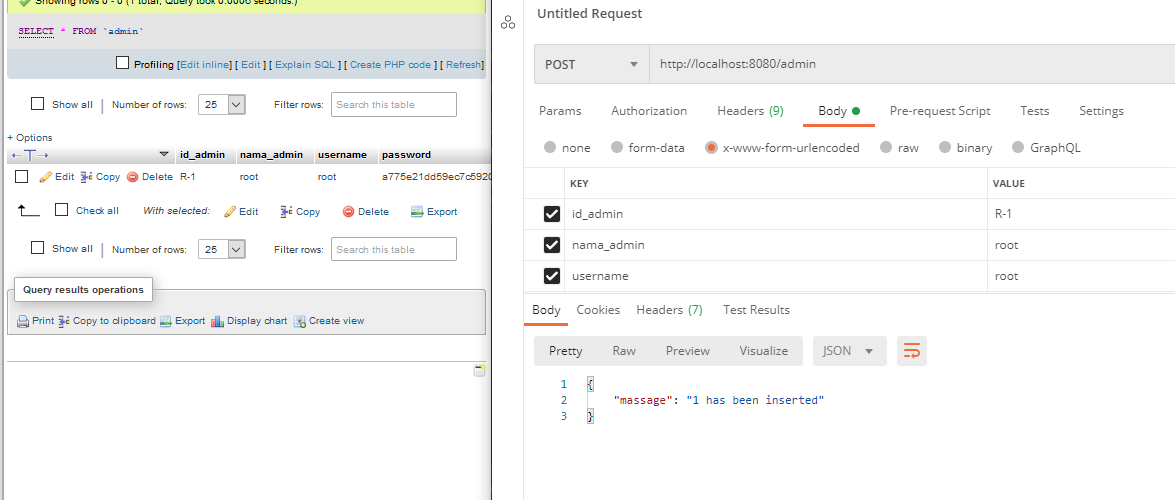 Showing rows 0 - 0 (1 total, Query took 0.0006 seconds.)
SELECT * FROM `admin`
Profiling [Edit inline] [ Edit ] [ Explain SQL ] [ Create PHP code ] [ Refresh]
Show all | Number of rows: 25 Filter rows: Search this table
+ Options
←T→ id_admin nama_admin username password
Edit Copy Delete R-1 root root a775e21dd59ec7c5920
Check all With selected: Edit Copy Delete Export
Show all | Number of rows: 25 Filter rows: Search this table
Query results operations
Print Copy to clipboard Export Display chart Create view
Untitled Request
POST http://localhost:8080/admin
Params Authorization Headers (9) Body Pre-request Script Tests Settings
none form-data x-www-form-urlencoded raw binary GraphQL
KEY VALUE
id_admin R-1
nama_admin root
username root
Body Cookies Headers (7) Test Results
Pretty Raw Preview Visualize JSON
1 {
2 "massage": "1 has been inserted"
3 }